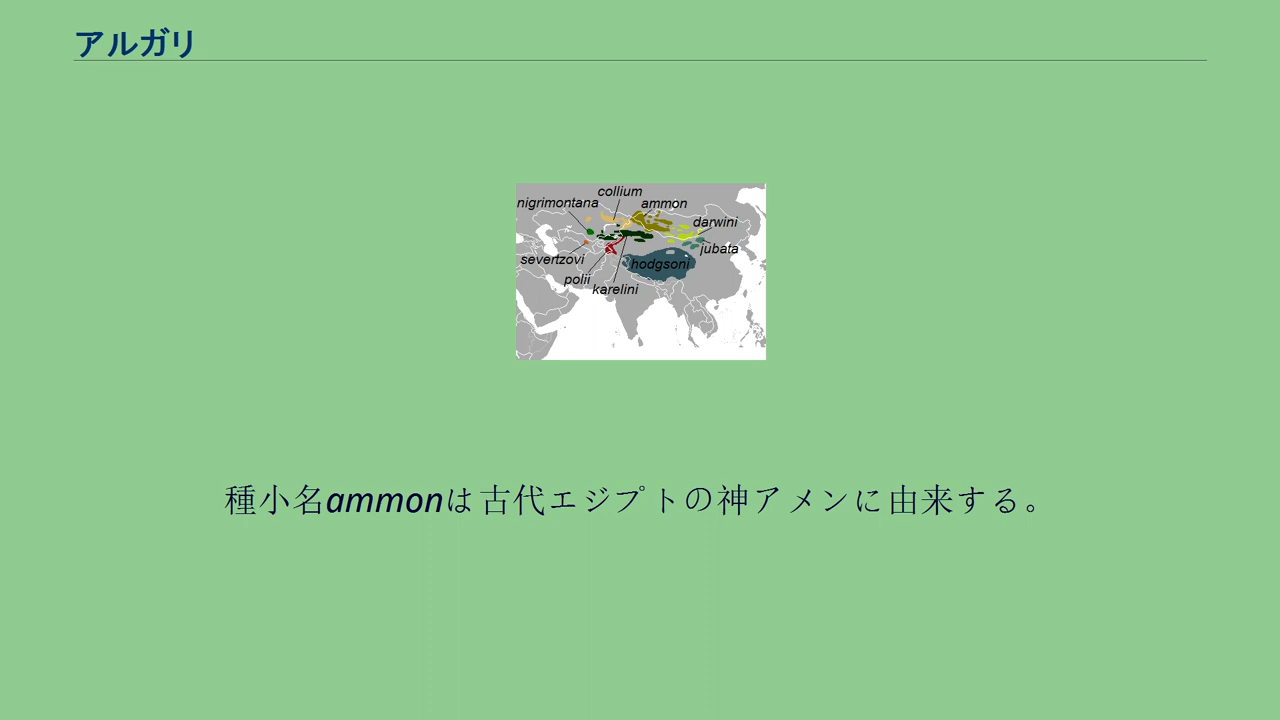 アルガリ
collium
nigrimontana
ammon
darwini
jubata
severtzovi
hodgsoni
polii
karelini
種小名ammonは古代エジプトの神アメンに由来する。